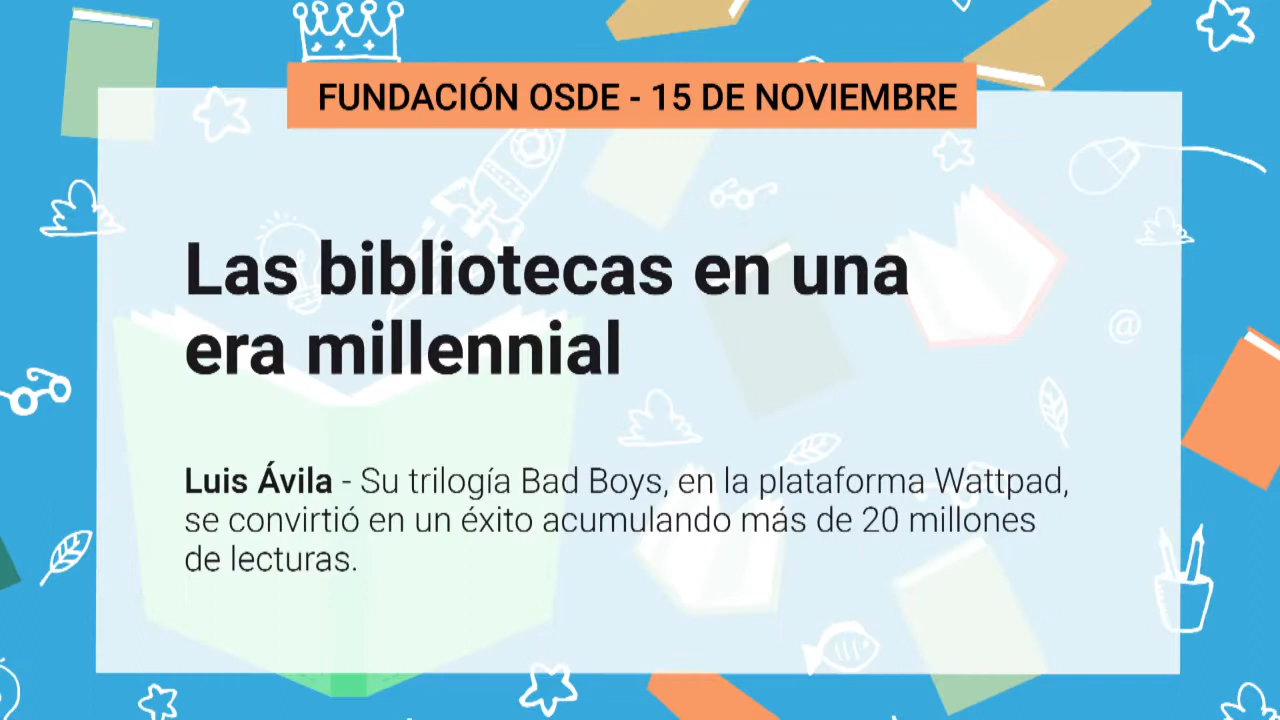 FUNDACIÓN OSDE - 15 DE NOVIEMBRE
Las bibliotecas en una
era millennial
Luis Ávila - Su trilogía Bad Boys, en la plataforma Wattpad,
se convirtió en un éxito acumulando más de 20 millones
de lecturas.
@